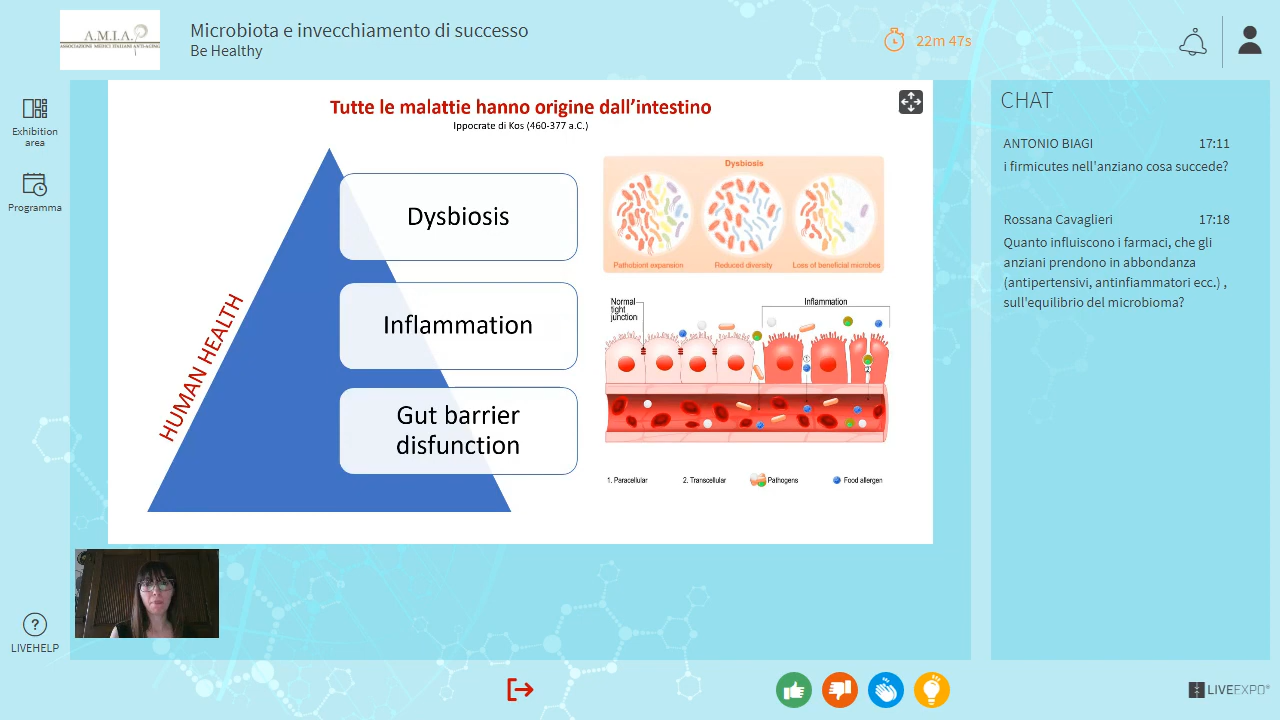 A.M.I.A.
ASSOCIAZIONE MEDICI ITALIANI ANTI-AGING
Microbiota e invecchiamento di successo
Be Healthy
22m 47s
Exhibition
area
Programma
LIVEHELP
Tutte le malattie hanno origine dall'intestino
Ippocrate di Kos (460-377 a.C.)
HUMAN HEALTH
Dysbiosis
Inflammation
Gut barrier
disfunction
Dysbiosis
Pathobiont expansion
Reduced diversity
Loss of beneficial microbes
Normal
tight
junction
Inflammation
1
2
1. Paracellular
2. Transcellular
Pathogens
Food allergen
CHAT
ANTONIO BIAGI 17:11
i firmicutes nell'anziano cosa succede?
Rossana Cavaglieri 17:18
Quanto influiscono i farmaci, che gli
anziani prendono in abbondanza
(antipertensivi, antinfiammatori ecc.) ,
sull'equilibrio del microbioma?
LIVEEXPO®